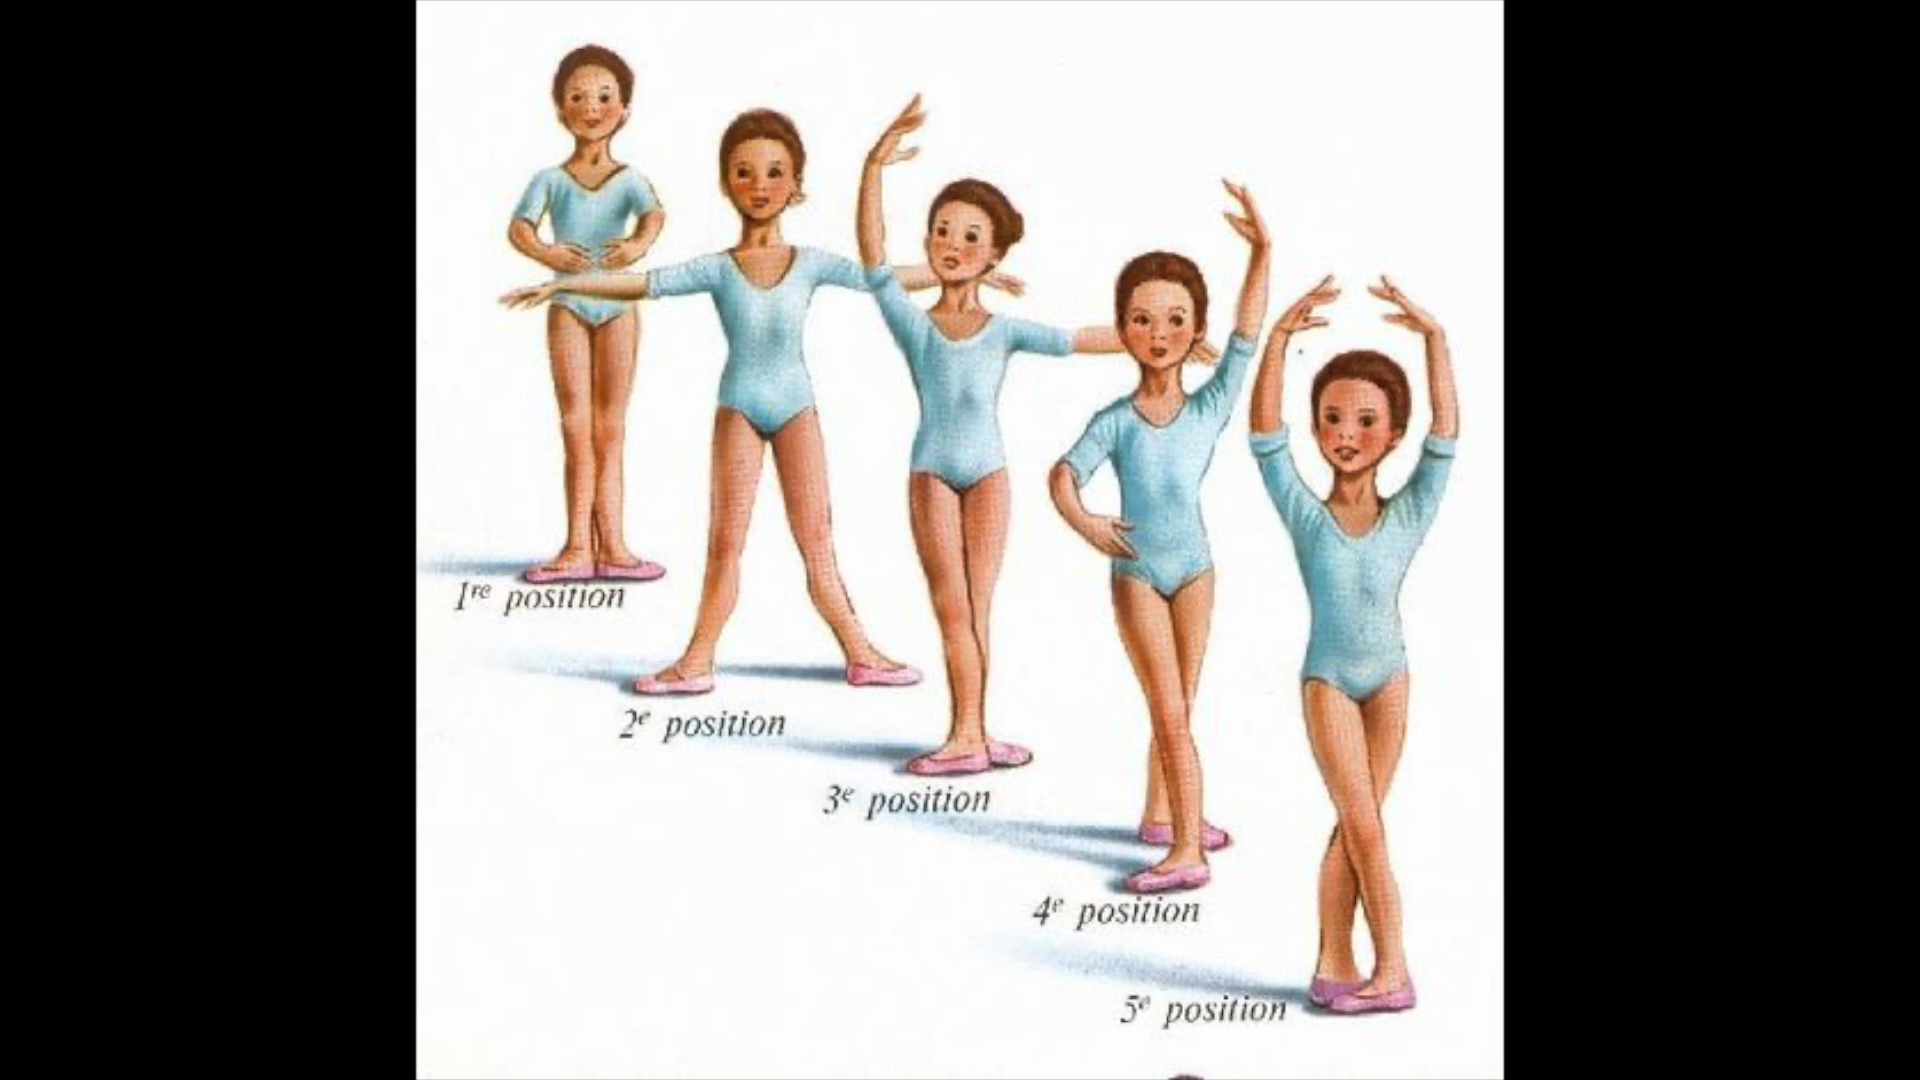 1re position
2e position
3e position
4e position
5e position